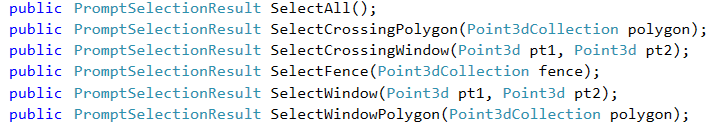 public PromptSelectionResult SelectAll();
public PromptSelectionResult SelectCrossingPolygon(Point3dCollection polygon);
public PromptSelectionResult SelectCrossingWindow(Point3d pt1, Point3d pt2);
public PromptSelectionResult SelectFence(Point3dCollection fence);
public PromptSelectionResult SelectWindow(Point3d pt1, Point3d pt2);
public PromptSelectionResult SelectWindowPolygon(Point3dCollection polygon);